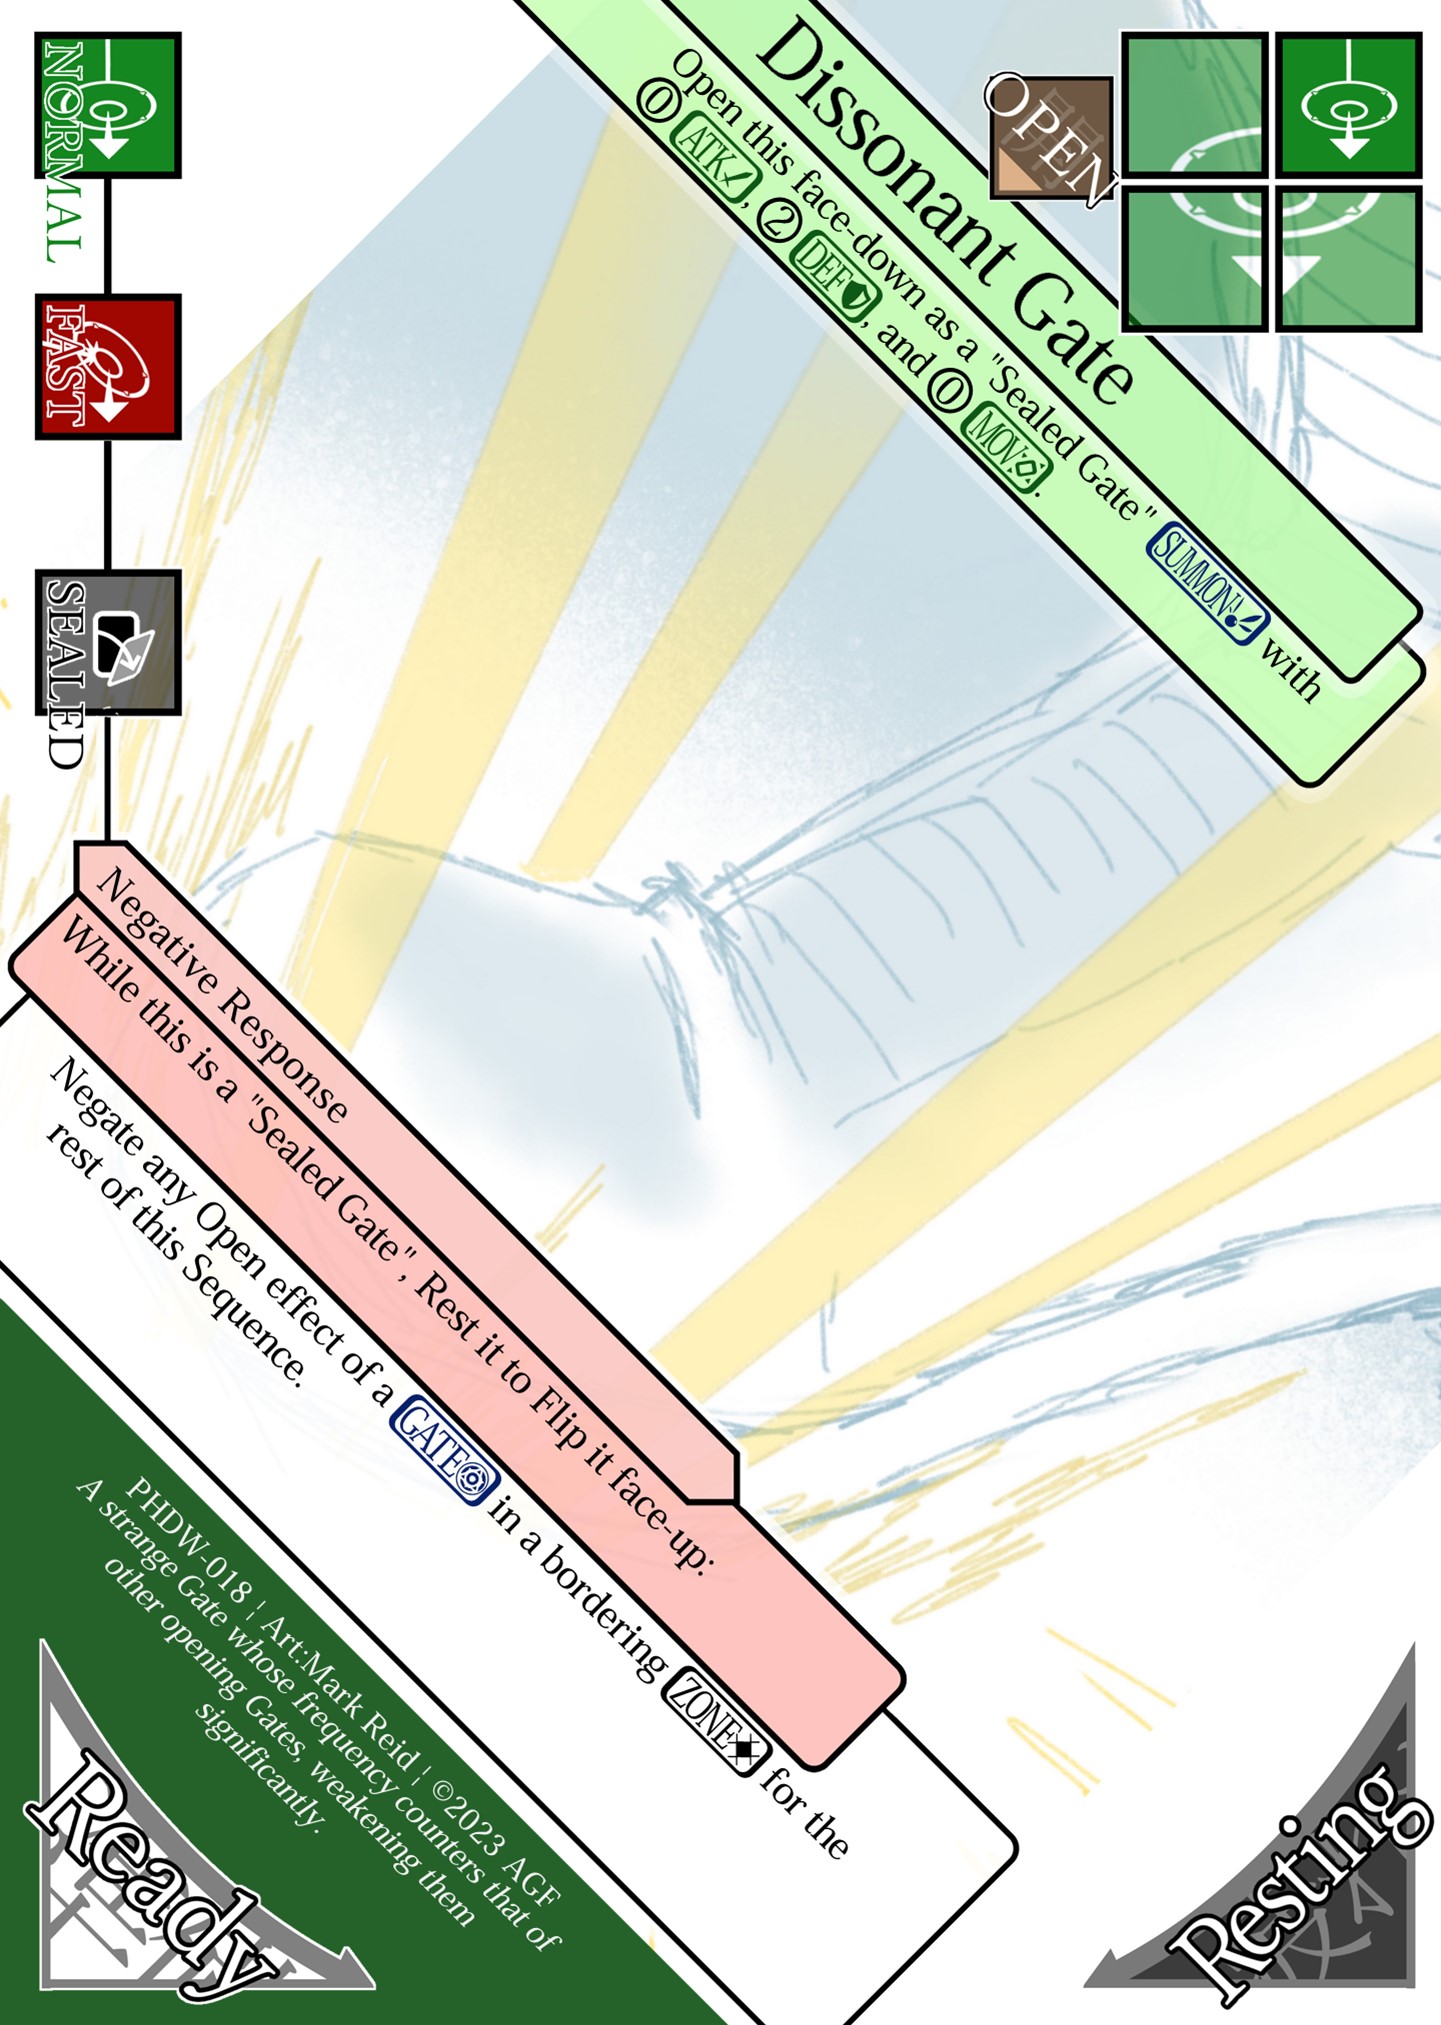 Dissonant Gate
OPEN
Open this face-down as a "Sealed Gate" SUMMON with
0 ATK, 2 DEF, and 0 MOV.
NORMAL
FAST
SEALED
Negative Response
While this is a "Sealed Gate", Rest it to Flip it face-up:
Negate any Open effect of a GATE in a bordering ZONE for the
rest of this Sequence.
PHDW-018 ¦ Art:Mark Reid ¦ ©2023 AGF
A strange Gate whose frequency counters that of
other opening Gates, weakening them
significantly.
Ready
Resting